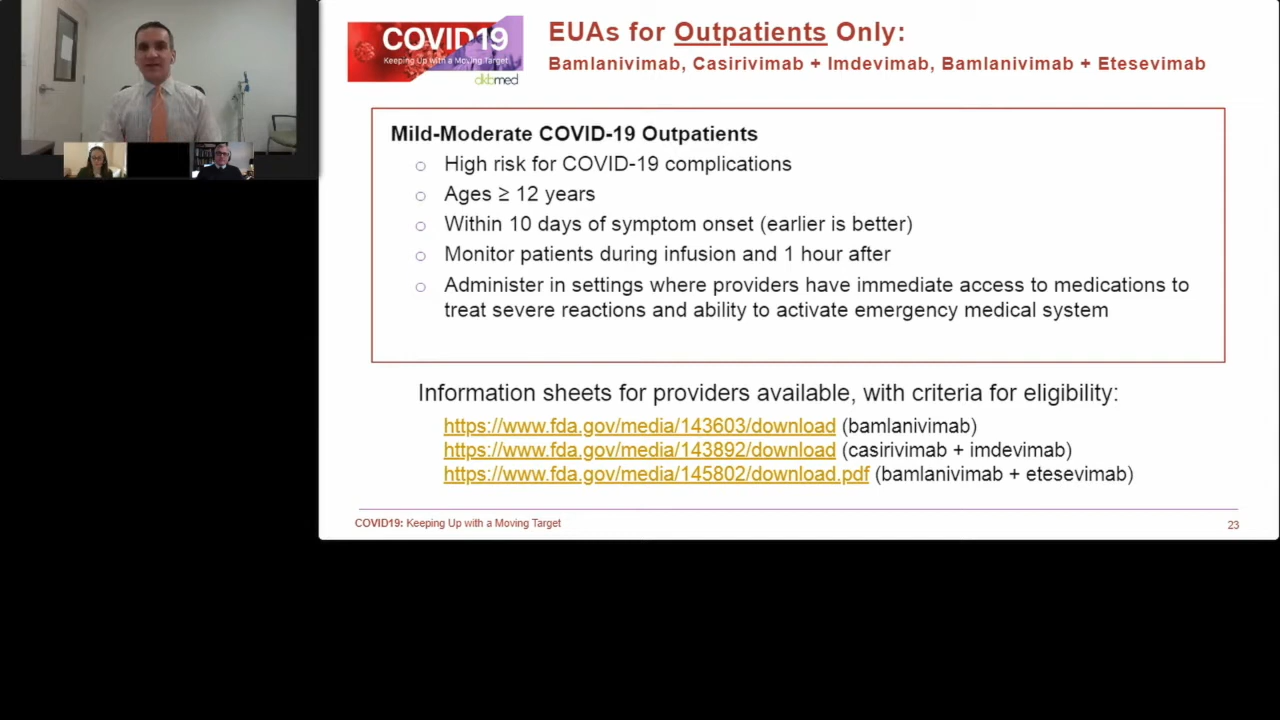 COVID19
Keeping Up with a Moving Target
dkbmed
EUAs for Outpatients Only:
Bamlanivimab, Casirivimab + Imdevimab, Bamlanivimab + Etesevimab
Mild-Moderate COVID-19 Outpatients
○ High risk for COVID-19 complications
○ Ages ≥ 12 years
○ Within 10 days of symptom onset (earlier is better)
○ Monitor patients during infusion and 1 hour after
○ Administer in settings where providers have immediate access to medications to
treat severe reactions and ability to activate emergency medical system
Information sheets for providers available, with criteria for eligibility:
https://www.fda.gov/media/143603/download (bamlanivimab)
https://www.fda.gov/media/143892/download (casirivimab + imdevimab)
https://www.fda.gov/media/145802/download.pdf (bamlanivimab + etesevimab)
COVID19: Keeping Up with a Moving Target
23